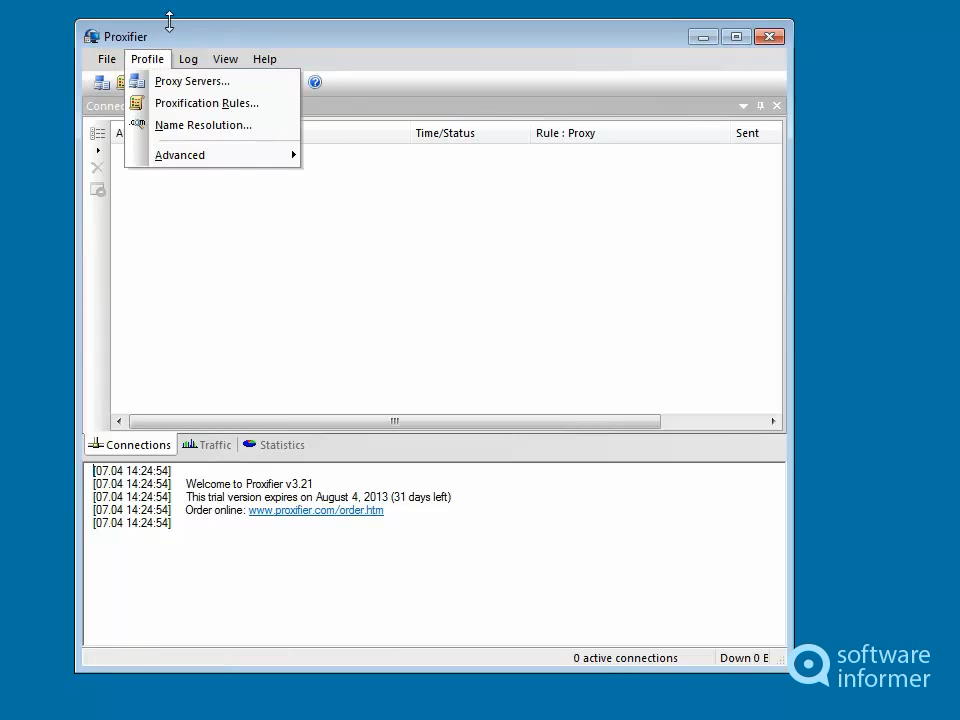 Proxifier
File Profile Log View Help
Proxy Servers...
Proxification Rules...
Name Resolution...
Advanced
Connec
A Time/Status Rule : Proxy Sent
Connections Traffic Statistics
[07.04 14:24:54]
[07.04 14:24:54] Welcome to Proxifier v3.21
[07.04 14:24:54] This trial version expires on August 4, 2013 (31 days left)
[07.04 14:24:54] Order online: www.proxifier.com/order.htm
[07.04 14:24:54]
0 active connections Down 0 E
software
informer